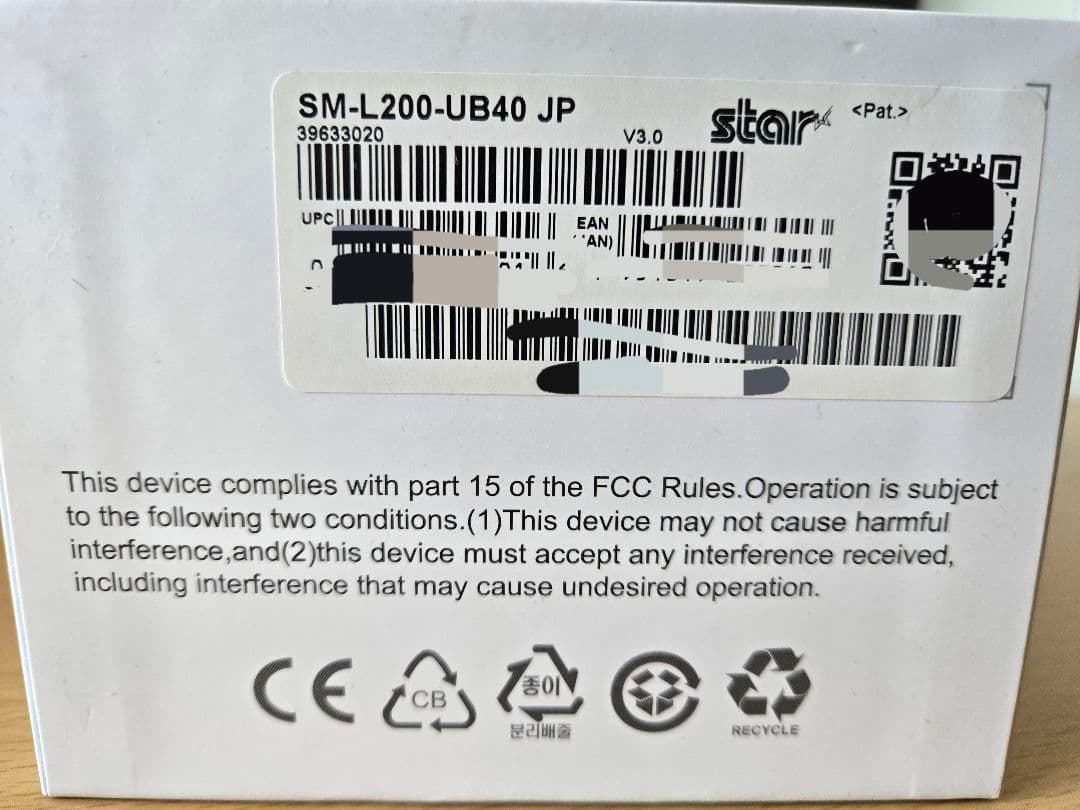 SM-L200-UB40 JP
star
<Pat.>
39633020
V3.0
UPC
EAN
AN)
This device complies with part 15 of the FCC Rules.Operation is subject
to the following two conditions.(1)This device may not cause harmful
interference,and(2)this device must accept any interference received,
including interference that may cause undesired operation.
CE
CB
종이
분리배출
RECYCLE